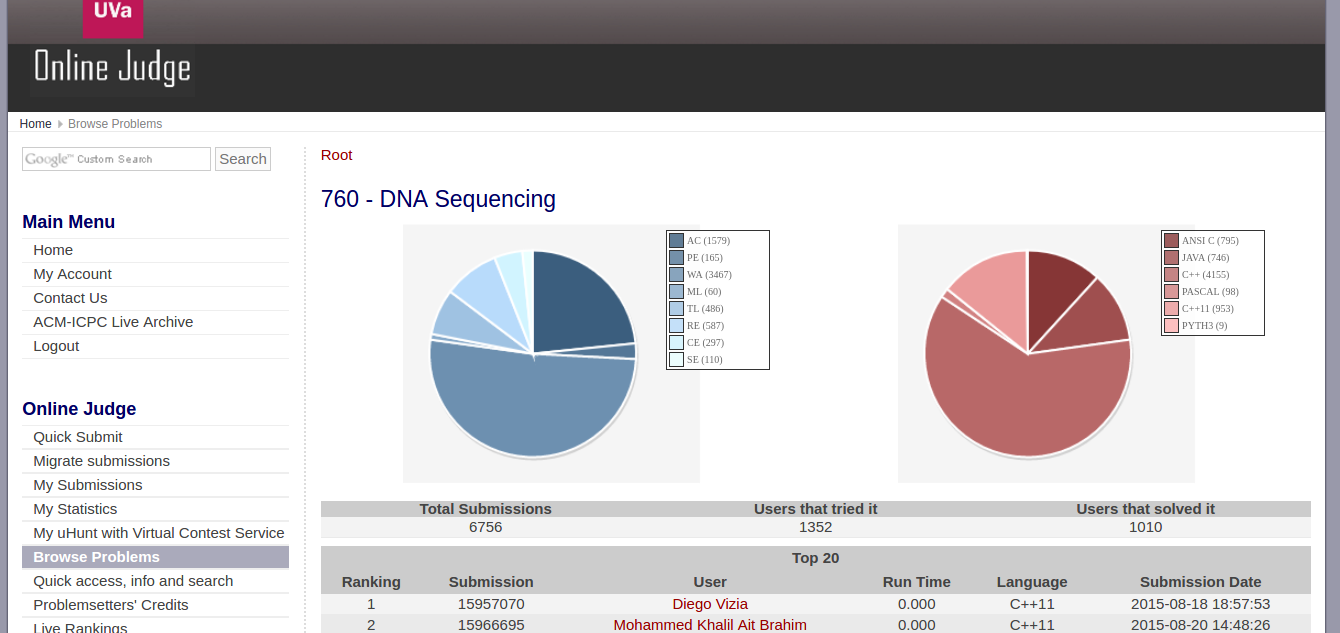 UVa
Online Judge
Home Browse Problems
Google™ Custom Search Search
Main Menu
Home
My Account
Contact Us
ACM-ICPC Live Archive
Logout
Online Judge
Quick Submit
Migrate submissions
My Submissions
My Statistics
My uHunt with Virtual Contest Service
Browse Problems
Quick access, info and search
Problemsetters' Credits
Live Rankings
Root
760 - DNA Sequencing
AC (1579)
PE (165)
WA (3467)
ML (60)
TL (486)
RE (587)
CE (297)
SE (110)
ANSI C (795)
JAVA (746)
C++ (4155)
PASCAL (98)
C++11 (953)
PYTH3 (9)
Total Submissions Users that tried it Users that solved it
6756 1352 1010
Top 20
Ranking Submission User Run Time Language Submission Date
1 15957070 Diego Vizia 0.000 C++11 2015-08-18 18:57:53
2 15966695 Mohammed Khalil Ait Brahim 0.000 C++11 2015-08-20 14:48:26